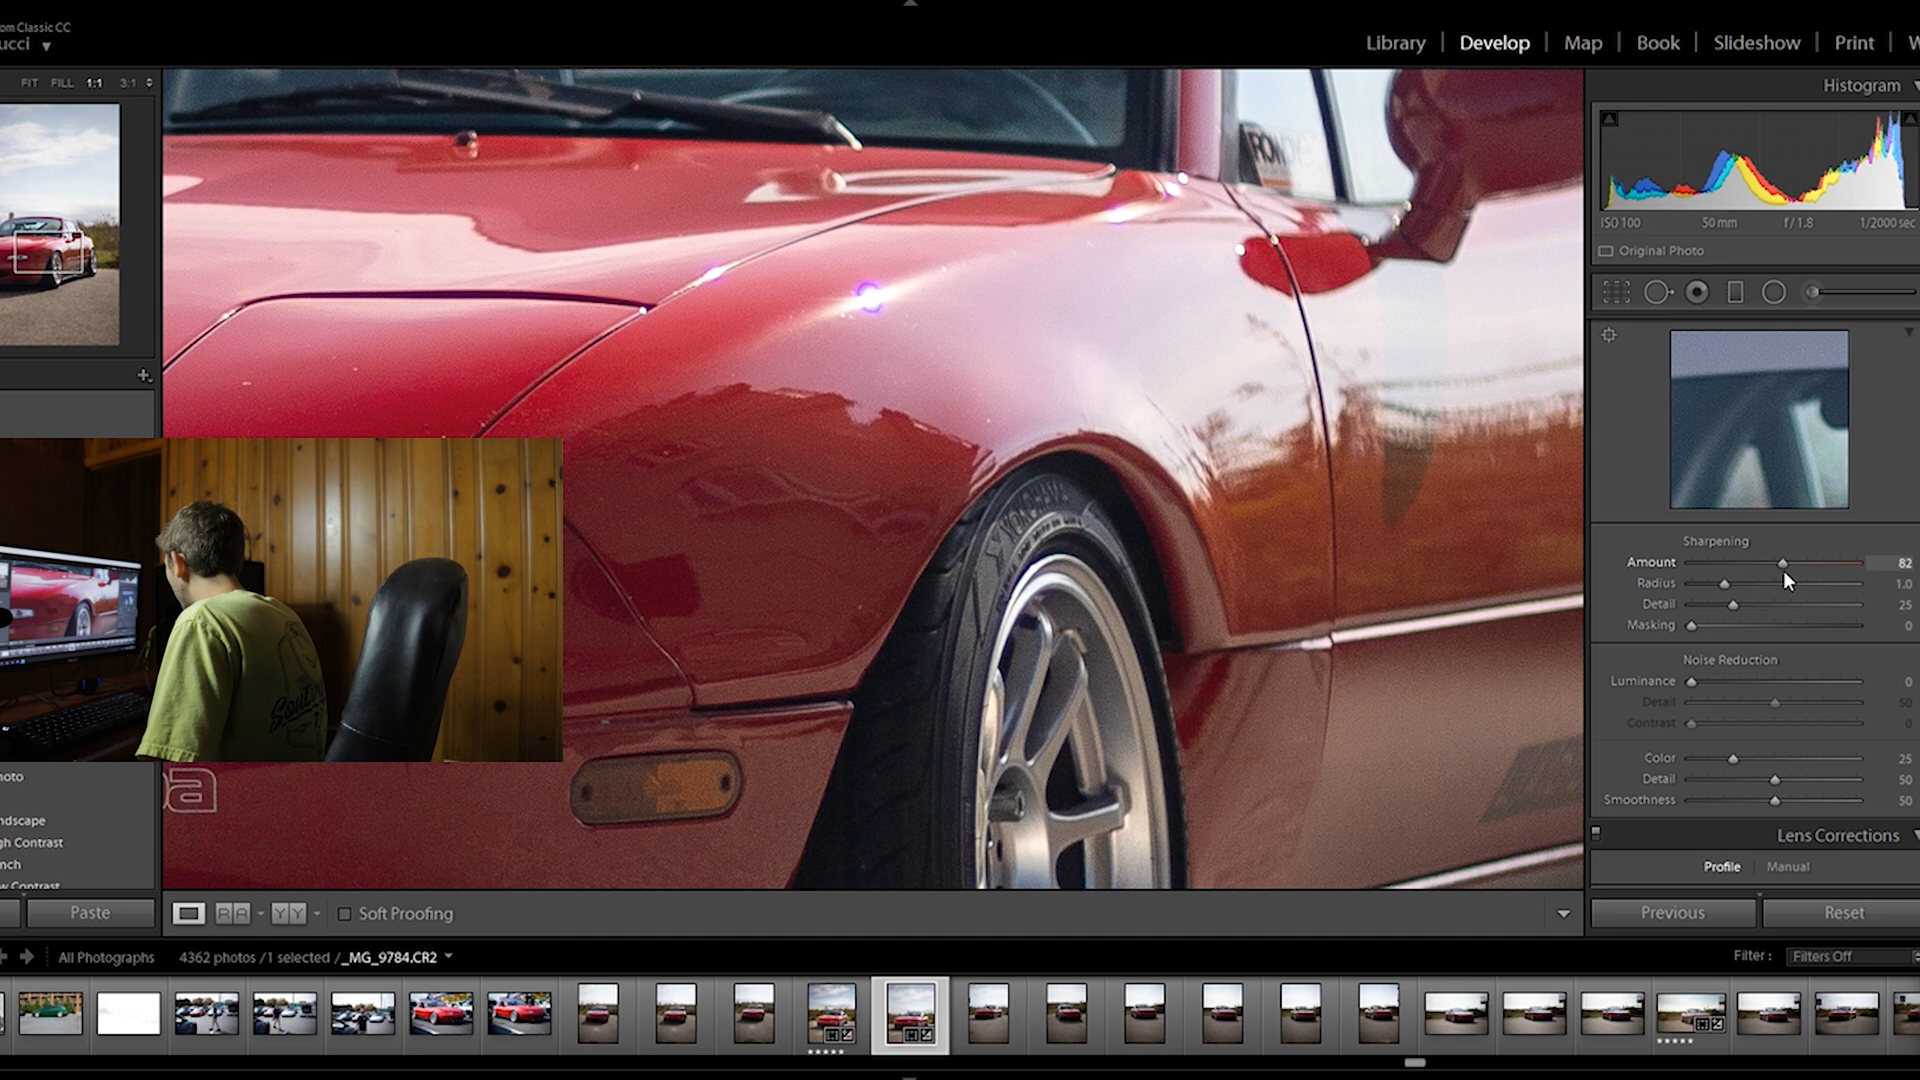 om Classic CC
ucci
Library | Develop | Map | Book | Slideshow | Print | W
FIT FILL 1:1 3:1
Histogram
ISO 100 50 mm f / 1.8 1/2000 sec
Original Photo
YOKOHAMA
Sharpening
Amount 82
Radius 1.0
Detail 25
Masking 0
Noise Reduction
Luminance 0
Detail 50
Contrast 0
Color 25
Detail 50
Smoothness 50
Lens Corrections
Profile | Manual
hoto
ndscape
gh Contrast
nch
w Contrast
Paste
R A Y Y Soft Proofing
Previous Reset
All Photographs 4362 photos / 1 selected / _MG_9784.CR2
Filter : Filters Off